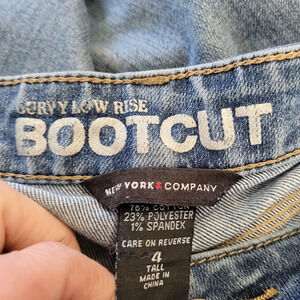 CURVY LOW RISE
BOOTCUT
NEW YORK & COMPANY
76% COTTON
23% POLYESTER
1% SPANDEX
CARE ON REVERSE
4
TALL
MADE IN
CHINA